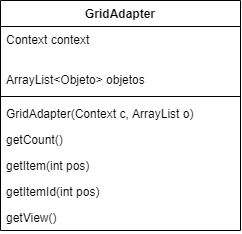 GridAdapter
Context context
ArrayList<Objeto> objetos
GridAdapter(Context c, ArrayList o)
getCount()
getItem(int pos)
getItemId(int pos)
getView()